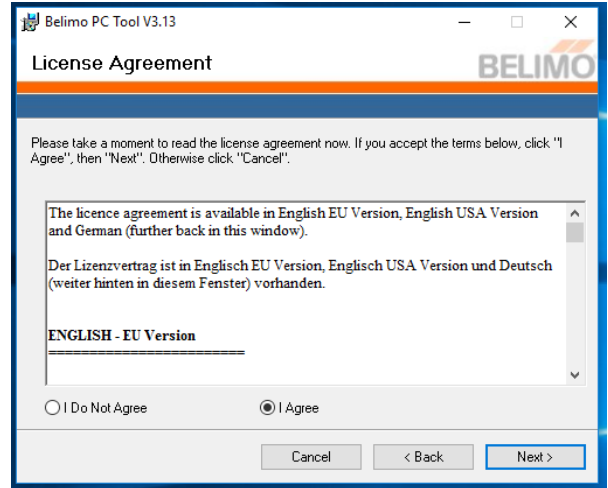 Belimo PC Tool V3.13
License Agreement
BELIMO
Please take a moment to read the license agreement now. If you accept the terms below, click "I
Agree", then "Next". Otherwise click "Cancel".
The licence agreement is available in English EU Version, English USA Version
and German (further back in this window).
Der Lizenzvertrag ist in Englisch EU Version, Englisch USA Version und Deutsch
(weiter hinten in diesem Fenster) vorhanden.
ENGLISH - EU Version
========================
I Do Not Agree
I Agree
Cancel
< Back
Next >